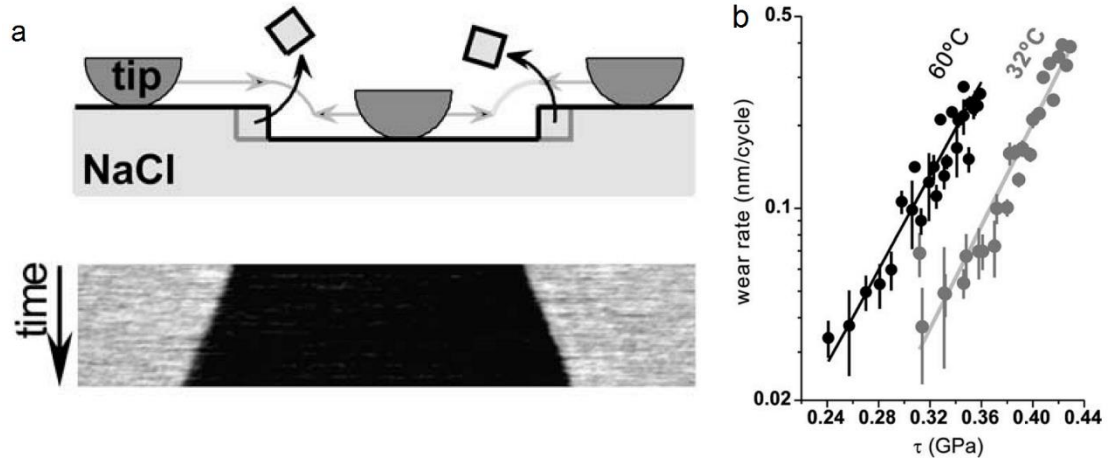 a
tip
NaCl
time
b
wear rate (nm/cycle)
0.5
0.1
0.02
60°C
32°C
0.24 0.28 0.32 0.36 0.40 0.44
τ (GPa)